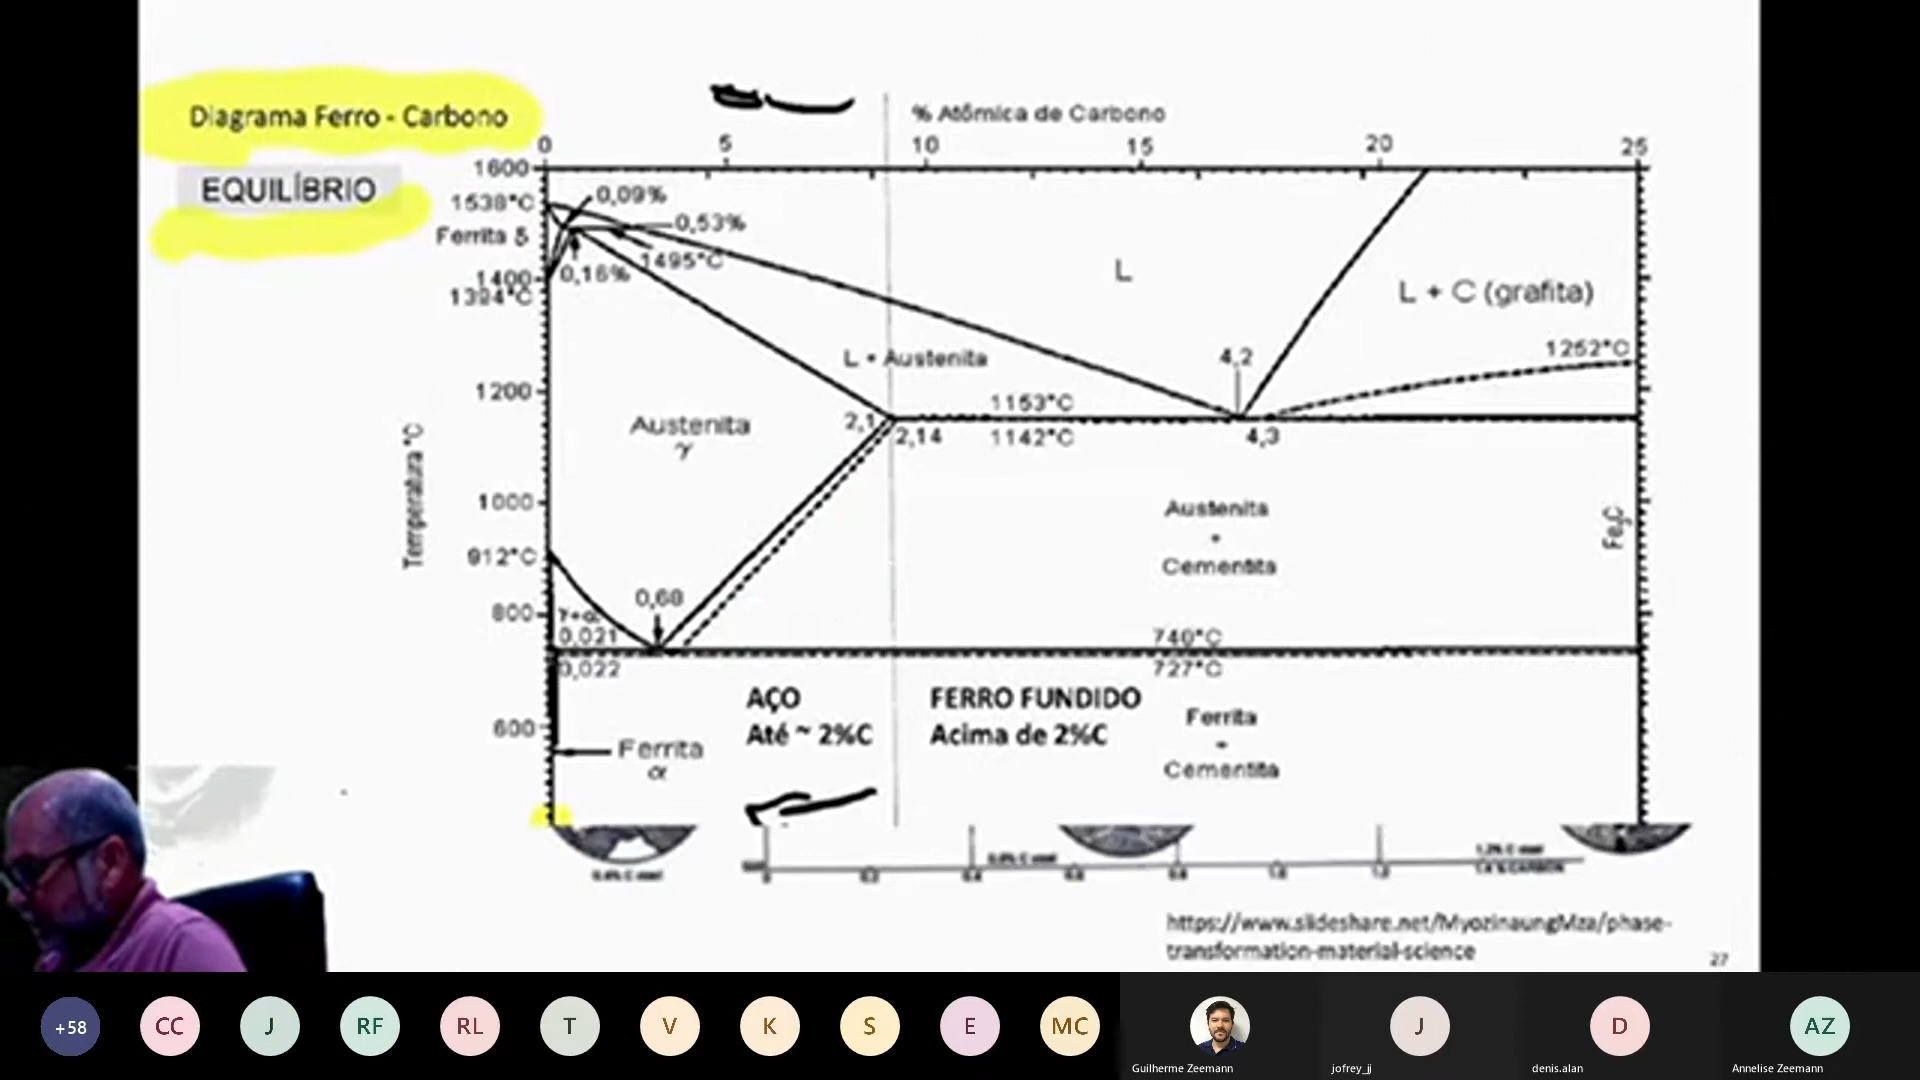 Diagrama Ferro - Carbono
EQUILÍBRIO
% Atômica de Carbono
0 5 10 15 20 25
1600
1538°C
Ferrita δ
1400
1394°C
1200
1000
912°C
800
600
Temperatura °C
0,09%
0,53%
1495°C
0,16%
L
L + C (grafita)
1252°C
L + Austenita
4,2
1153°C
2,1
2,14
1142°C
4,3
Austenita
γ
Austenita
+
Cementita
Fe3C
0,68
γ+α
0,021
0,022
740°C
727°C
AÇO
Até ~ 2%C
FERRO FUNDIDO
Acima de 2%C
Ferrita
+
Cementita
Ferrita
α
https://www.slideshare.net/MyozinaungMza/phase-
transformation-material-science
27
+58
CC
J
RF
RL
T
V
K
S
E
MC
Guilherme Zeemann
J
jofrey_jj
D
denis.alan
AZ
Annelise Zeemann